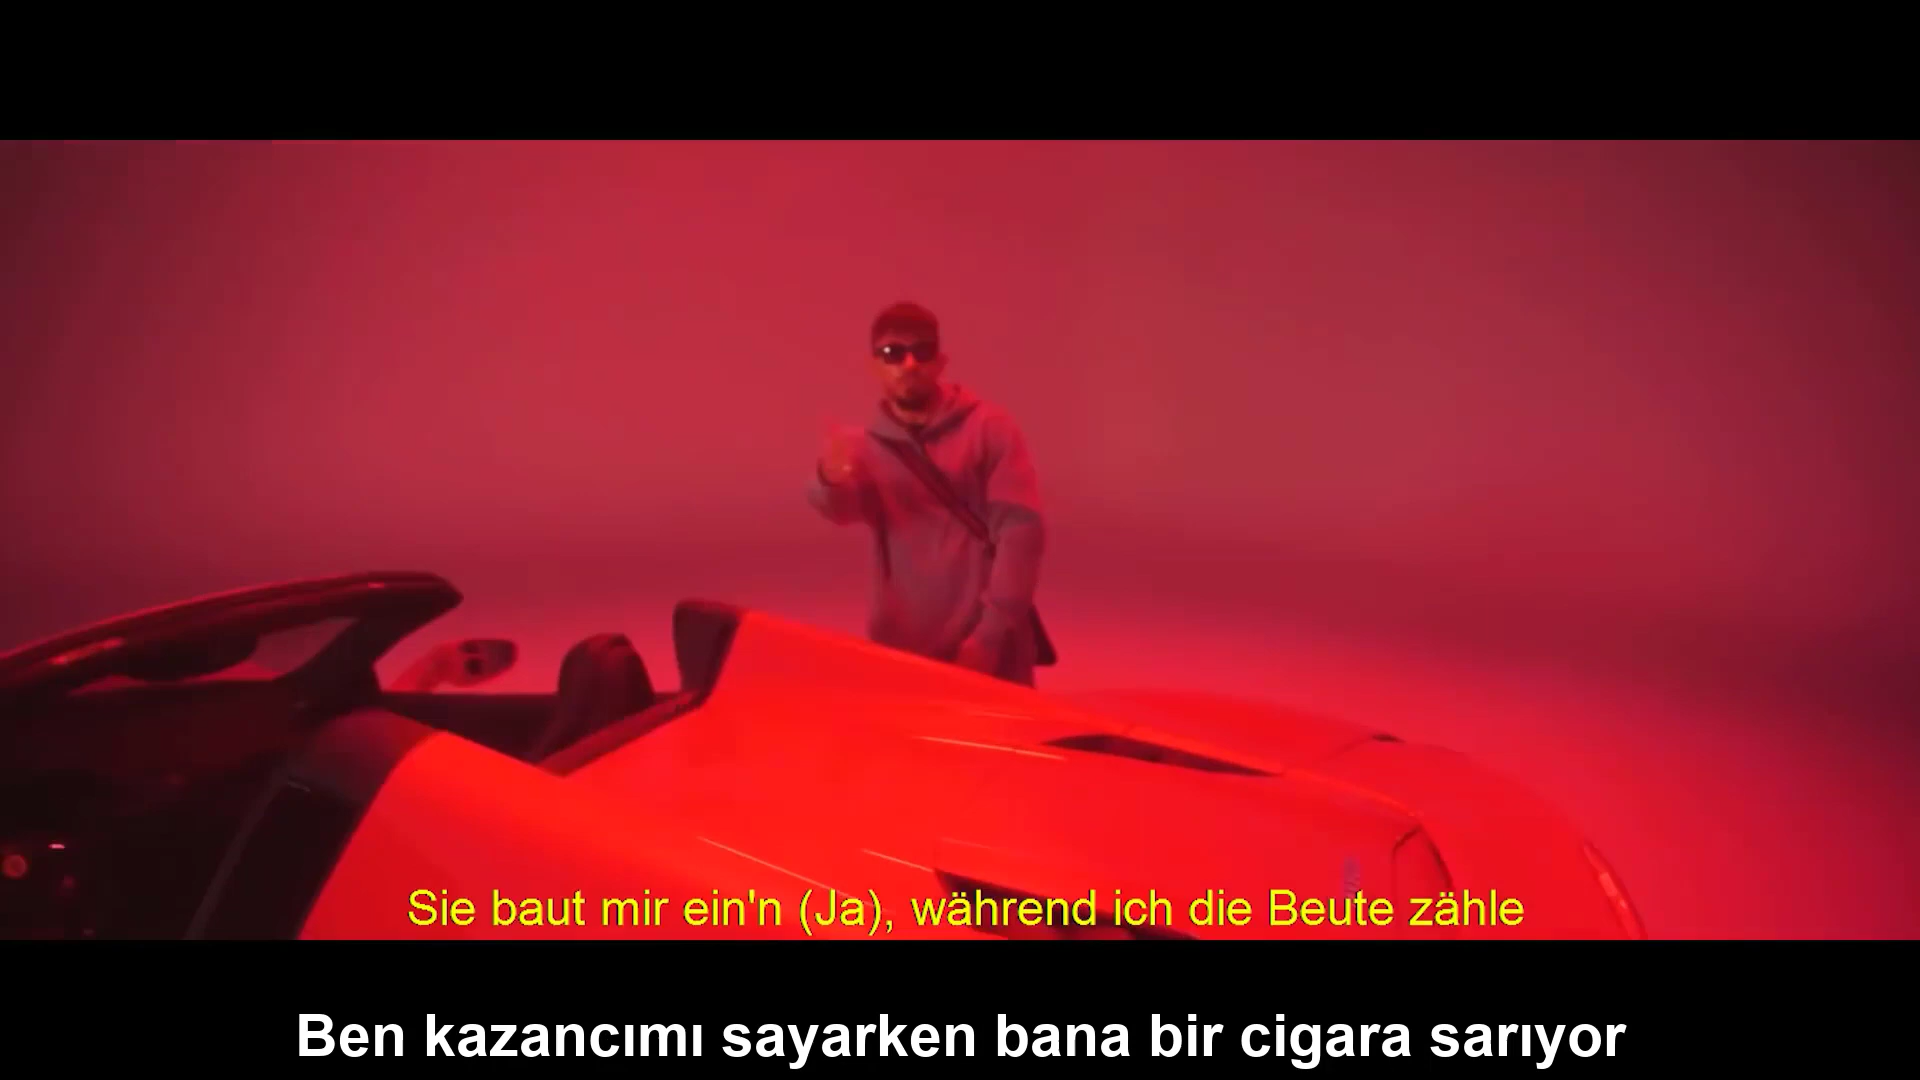 Sie baut mir ein'n (Ja), während ich die Beute zähle
Ben kazancımı sayarken bana bir cigara sarıyor